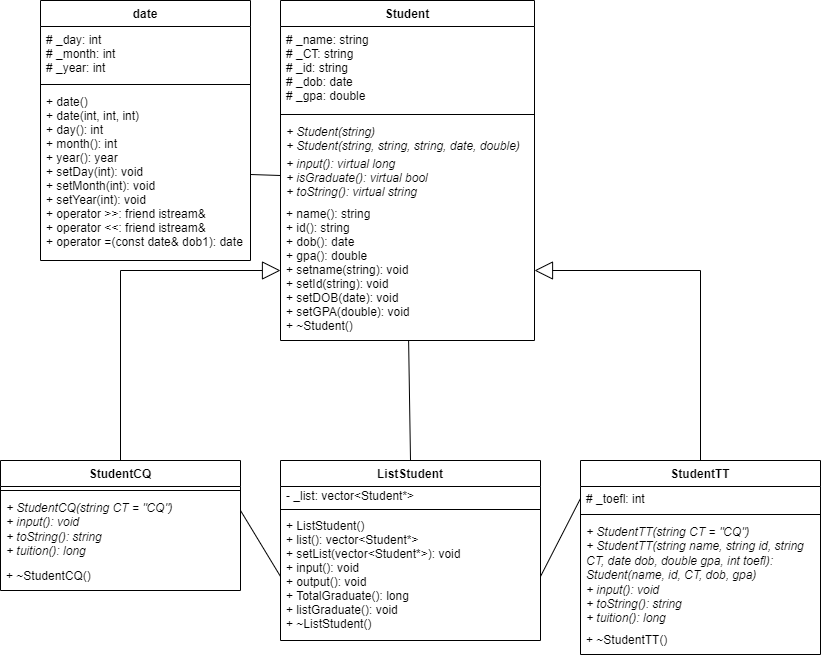 date
# _day: int
# _month: int
# _year: int
+ date()
+ date(int, int, int)
+ day(): int
+ month(): int
+ year(): year
+ setDay(int): void
+ setMonth(int): void
+ setYear(int): void
+ operator >>: friend istream&
+ operator <<: friend istream&
+ operator =(const date& dob1): date
Student
# _name: string
# _CT: string
# _id: string
# _dob: date
# _gpa: double
+ Student(string)
+ Student(string, string, string, date, double)
+ input(): virtual long
+ isGraduate(): virtual bool
+ toString(): virtual string
+ name(): string
+ id(): string
+ dob(): date
+ gpa(): double
+ setname(string): void
+ setId(string): void
+ setDOB(date): void
+ setGPA(double): void
+ ~Student()
StudentCQ
+ StudentCQ(string CT = "CQ")
+ input(): void
+ toString(): string
+ tuition(): long
+ ~StudentCQ()
ListStudent
- _list: vector<Student*>
+ ListStudent()
+ list(): vector<Student*>
+ setList(vector<Student*>): void
+ input(): void
+ output(): void
+ TotalGraduate(): long
+ listGraduate(): void
+ ~ListStudent()
StudentTT
# _toefl: int
+ StudentTT(string CT = "CQ")
+ StudentTT(string name, string id, string
CT, date dob, double gpa, int toefl):
Student(name, id, CT, dob, gpa)
+ input(): void
+ toString(): string
+ tuition(): long
+ ~StudentTT()